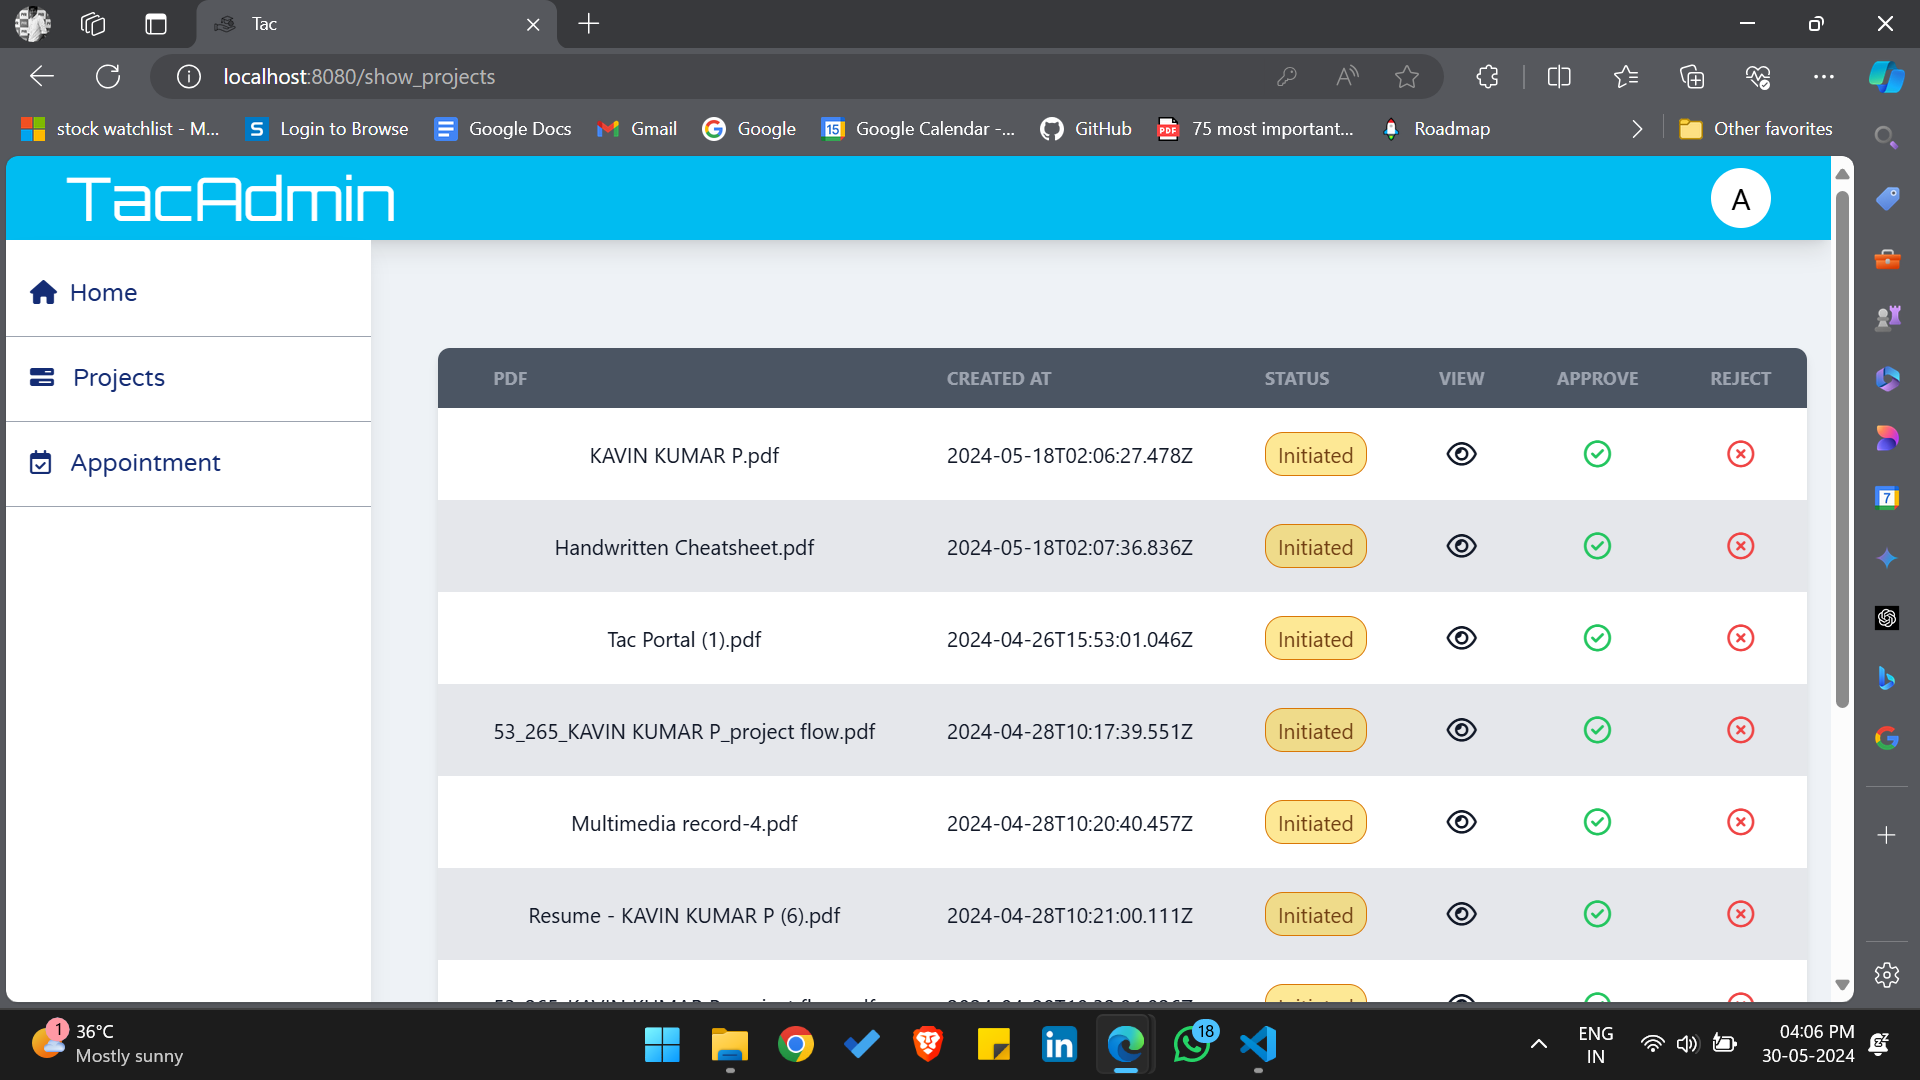 Tac
localhost:8080/show_projects
stock watchlist - M...
Login to Browse
Google Docs
Gmail
Google
15
Google Calendar -...
GitHub
PDF
75 most important...
Roadmap
Other favorites
TacAdmin
A
Home
Projects
Appointment
PDF CREATED AT STATUS VIEW APPROVE REJECT
KAVIN KUMAR P.pdf 2024-05-18T02:06:27.478Z Initiated
Handwritten Cheatsheet.pdf 2024-05-18T02:07:36.836Z Initiated
Tac Portal (1).pdf 2024-04-26T15:53:01.046Z Initiated
53_265_KAVIN KUMAR P_project flow.pdf 2024-04-28T10:17:39.551Z Initiated
Multimedia record-4.pdf 2024-04-28T10:20:40.457Z Initiated
Resume - KAVIN KUMAR P (6).pdf 2024-04-28T10:21:00.111Z Initiated
7
1
36°C
Mostly sunny
18
ENG
IN
04:06 PM
30-05-2024